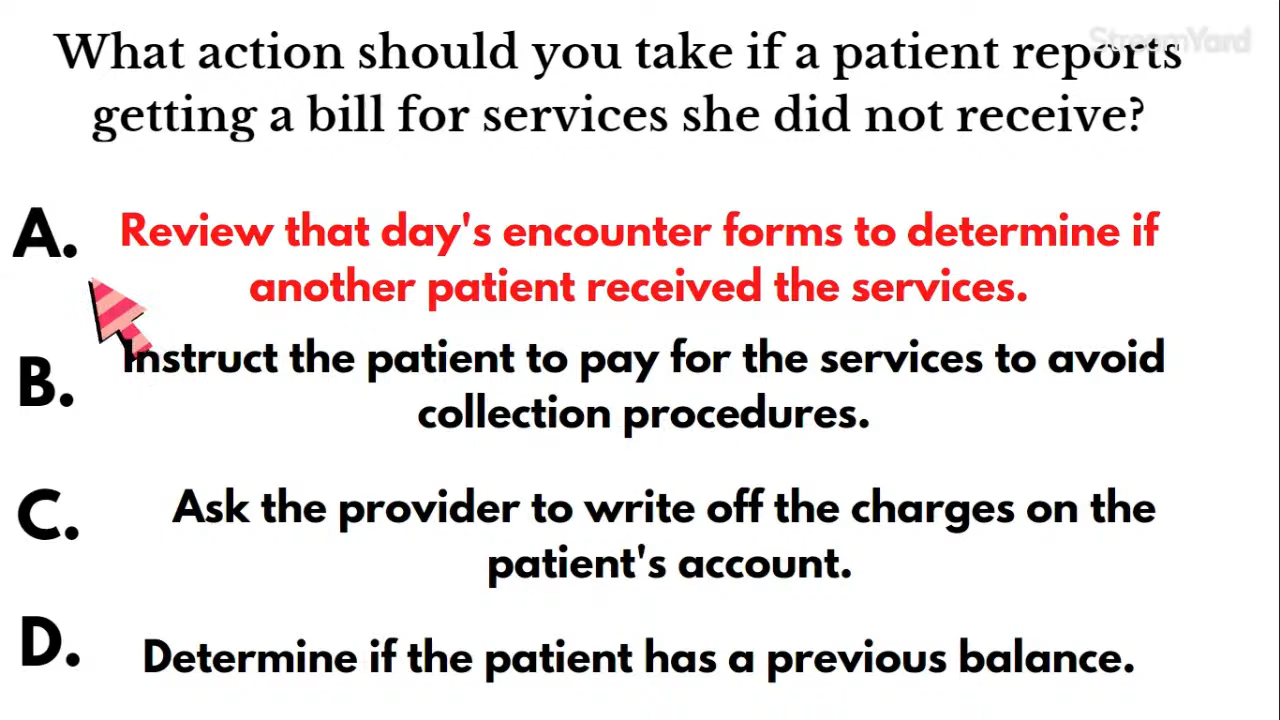 StreamYard
What action should you take if a patient reports
getting a bill for services she did not receive?
A.
Review that day's encounter forms to determine if
another patient received the services.
B.
Instruct the patient to pay for the services to avoid
collection procedures.
C.
Ask the provider to write off the charges on the
patient's account.
D.
Determine if the patient has a previous balance.